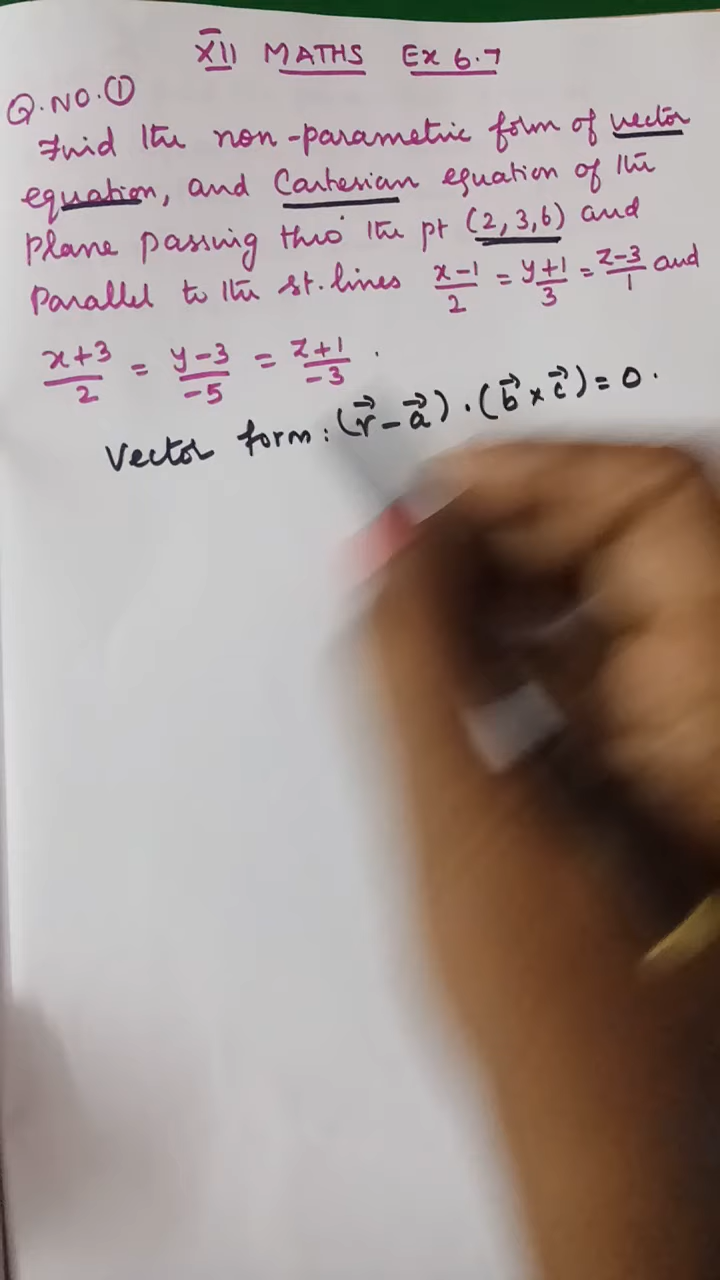 XII MATHS Ex 6.7
Q.NO.①
Find the non-parametric form of vector
equation, and Cartesian equation of the
plane passing thro' the pt (2,3,6) and
Parallel to the st. lines x-1/2 = y+1/3 = z-3/1 and
x+3/2 = y-3/-5 = z+1/-3 .
Vector form: (r⃗ - a⃗) . (b⃗ × c⃗) = 0.